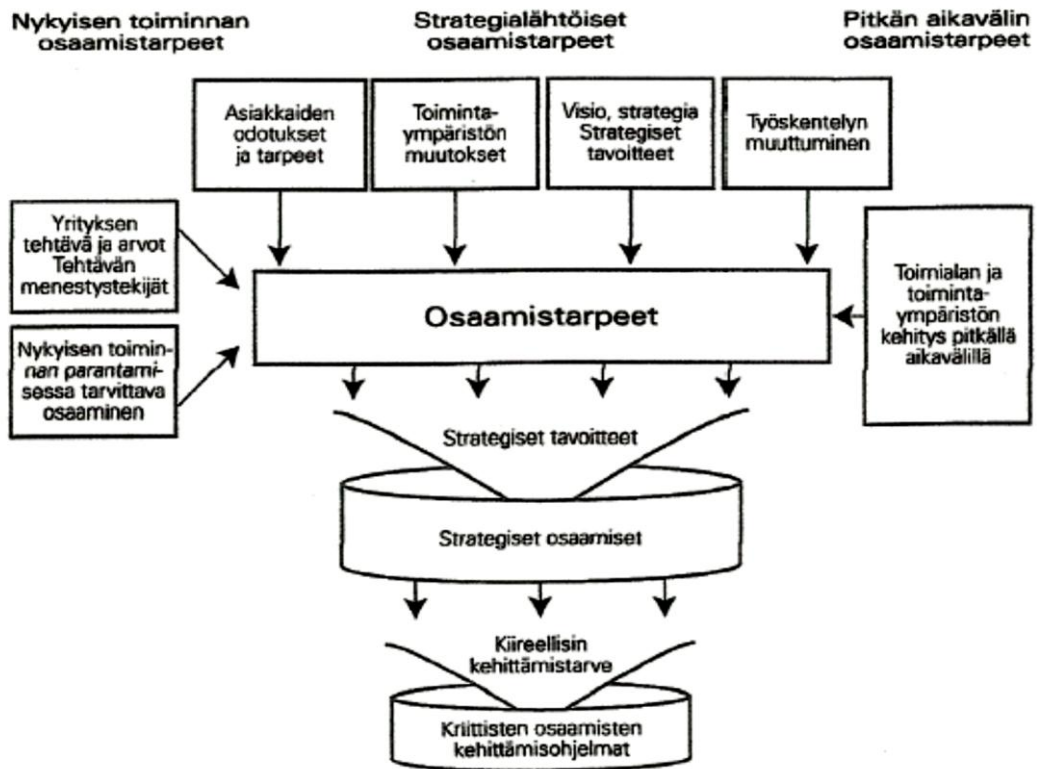 Nykyisen toiminnan
osaamistarpeet
Strategialähtöiset
osaamistarpeet
Pitkän aikavälin
osaamistarpeet
Asiakkaiden
odotukset
ja tarpeet
Toiminta-
ympäristön
muutokset
Visio, strategia
Strategiset
tavoitteet
Työskentelyn
muuttuminen
Yrityksen
tehtävä ja arvot
Tehtävän
menestystekijät
Nykyisen toimin-
nan parantami-
sessa tarvittava
osaaminen
Osaamistarpeet
Toimialan ja
toiminta-
ympäristön
kehitys pitkällä
aikavälillä
Strategiset tavoitteet
Strategiset osaamiset
Kiireellisin
kehittämistarve
Kriittisten osaamisten
kehittämisohjelmat